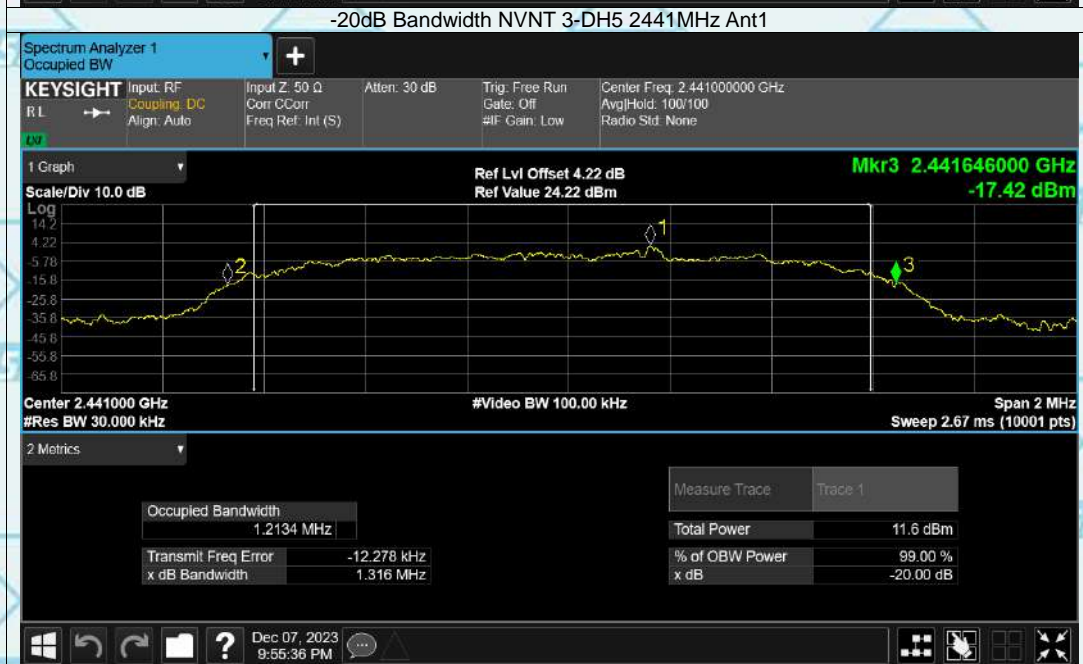 -20dB Bandwidth NVNT 3-DH5 2441MHz Ant1
Spectrum Analyzer 1
Occupied BW
+
KEYSIGHT Input: RF Input Z: 50 Ω Atten: 30 dB Trig: Free Run Center Freq: 2.441000000 GHz
R L Coupling: DC Corr CCorr Gate: Off Avg|Hold: 100/100
Align: Auto Freq Ref: Int (S) #IF Gain: Low Radio Std: None
LXI
1 Graph Ref Lvl Offset 4.22 dB Mkr3 2.441646000 GHz
Scale/Div 10.0 dB Ref Value 24.22 dBm -17.42 dBm
Log
14.2
4.22
-5.78
-15.8
-25.8
-35.8
-45.8
-55.8
-65.8
1
2
3
Center 2.441000 GHz #Video BW 100.00 kHz Span 2 MHz
#Res BW 30.000 kHz Sweep 2.67 ms (10001 pts)
2 Metrics
Measure Trace Trace 1
Occupied Bandwidth
1.2134 MHz Total Power 11.6 dBm
Transmit Freq Error -12.278 kHz % of OBW Power 99.00 %
x dB Bandwidth 1.316 MHz x dB -20.00 dB
? Dec 07, 2023
9:55:36 PM